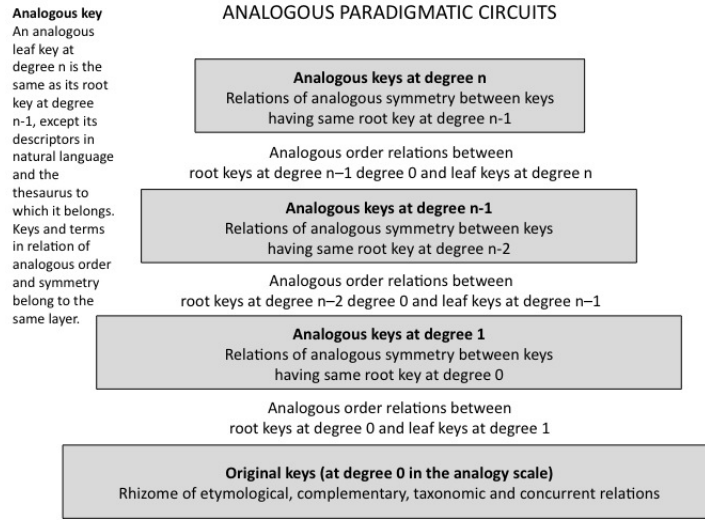 ANALOGOUS PARADIGMATIC CIRCUITS
Analogous key
An analogous
leaf key at
degree n is the
same as its root
key at degree
n-1, except its
descriptors in
natural language
and the
thesaurus to
which it belongs.
Keys and terms
in relation of
analogous order
and symmetry
belong to the
same layer.
Analogous keys at degree n
Relations of analogous symmetry between keys
having same root key at degree n-1
Analogous order relations between
root keys at degree n–1 degree 0 and leaf keys at degree n
Analogous keys at degree n-1
Relations of analogous symmetry between keys
having same root key at degree n-2
Analogous order relations between
root keys at degree n–2 degree 0 and leaf keys at degree n–1
Analogous keys at degree 1
Relations of analogous symmetry between keys
having same root key at degree 0
Analogous order relations between
root keys at degree 0 and leaf keys at degree 1
Original keys (at degree 0 in the analogy scale)
Rhizome of etymological, complementary, taxonomic and concurrent relations